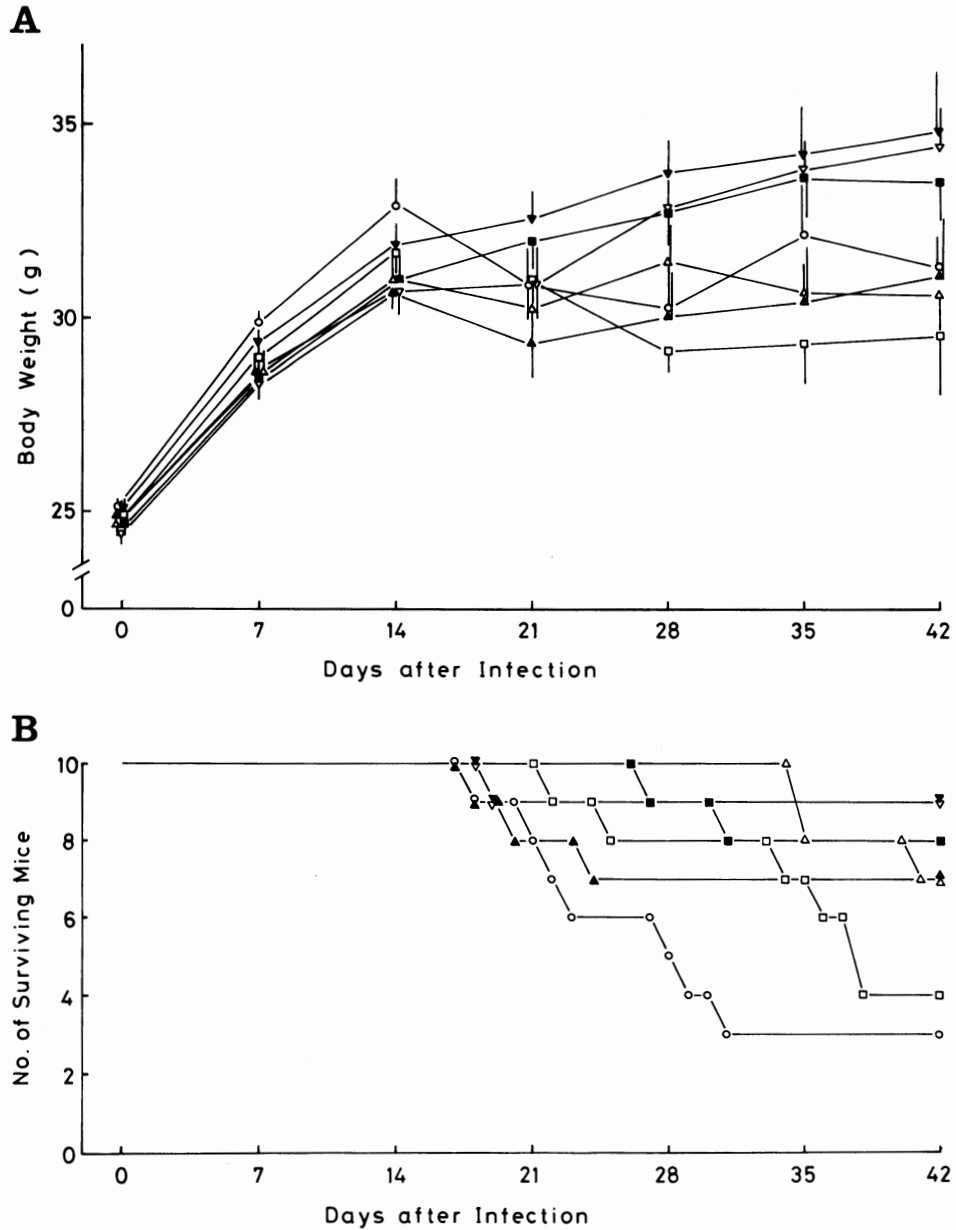 A
35
30
25
0
Body Weight (g)
0 7 14 21 28 35 42
Days after Infection
B
10
8
6
4
2
0
No. of Surviving Mice
0 7 14 21 28 35 42
Days after Infection